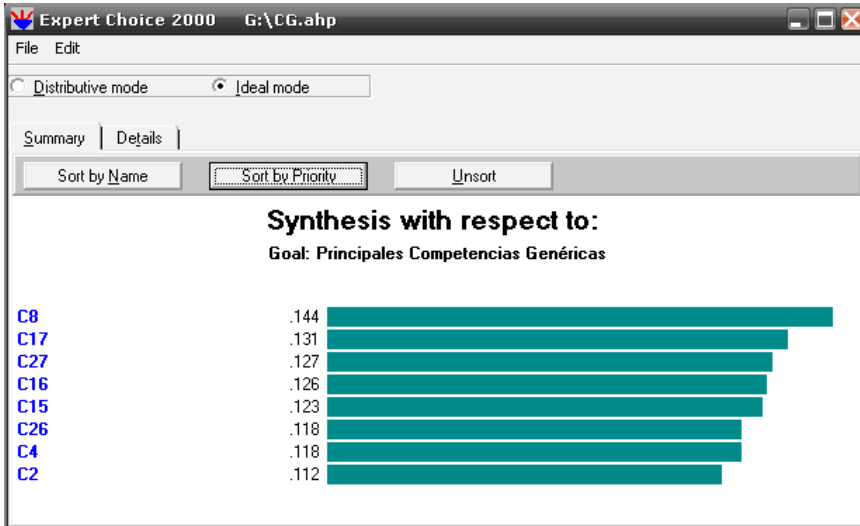 Expert Choice 2000 G:\CG.ahp
File Edit
Distributive mode Ideal mode
Summary Details
Sort by Name Sort by Priority Unsort
Synthesis with respect to:
Goal: Principales Competencias Genéricas
C8 .144
C17 .131
C27 .127
C16 .126
C15 .123
C26 .118
C4 .118
C2 .112